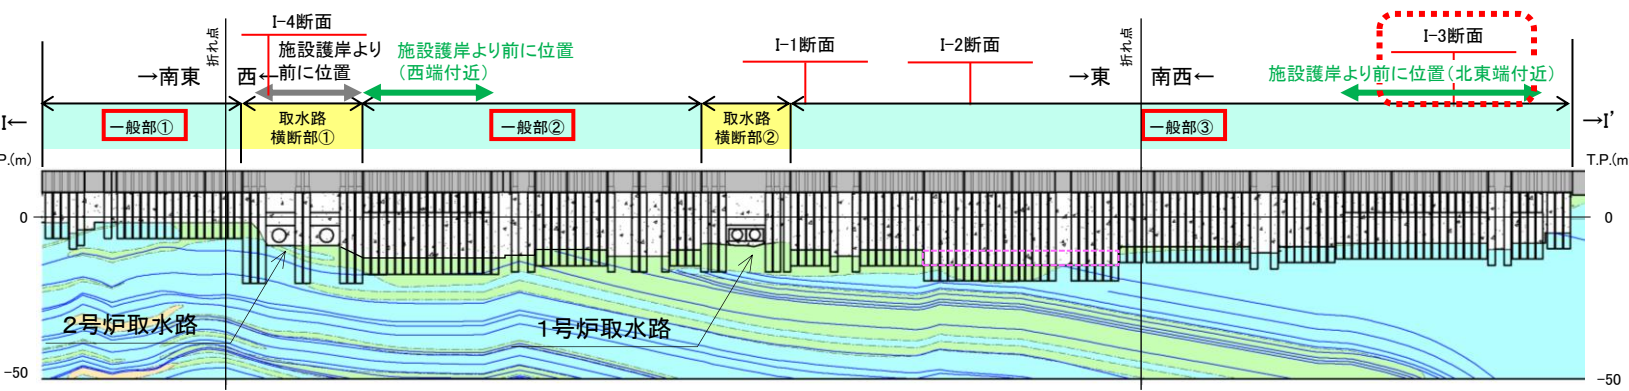 I-4断面
折れ点
施設護岸より
前に位置
施設護岸より前に位置
(西端付近)
I-1断面
I-2断面
折れ点
I-3断面
→南東
西←
→東
南西←
施設護岸より前に位置(北東端付近)
I←
一般部①
取水路
横断部①
一般部②
取水路
横断部②
一般部③
→I'
P.(m)
T.P.(m
0
0
2号炉取水路
1号炉取水路
-50
-50